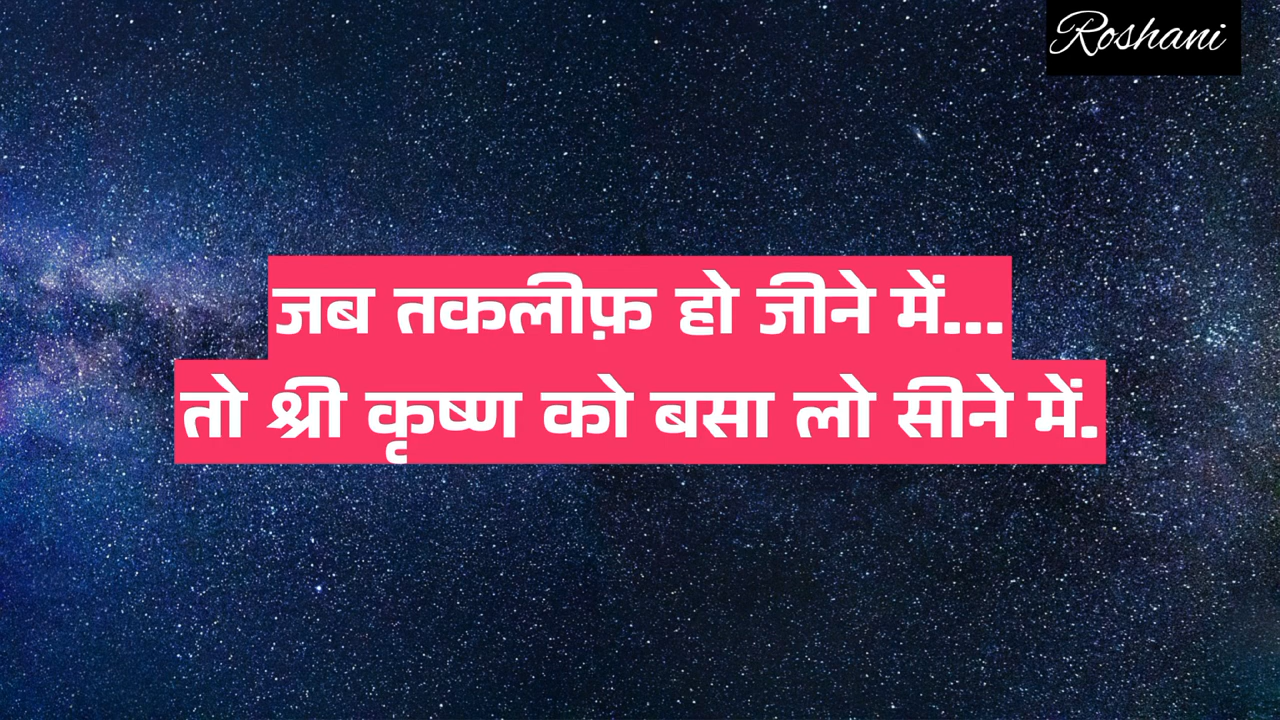 Roshani
जब तकलीफ़ हो जीने में...
तो श्री कृष्ण को बसा लो सीने में.